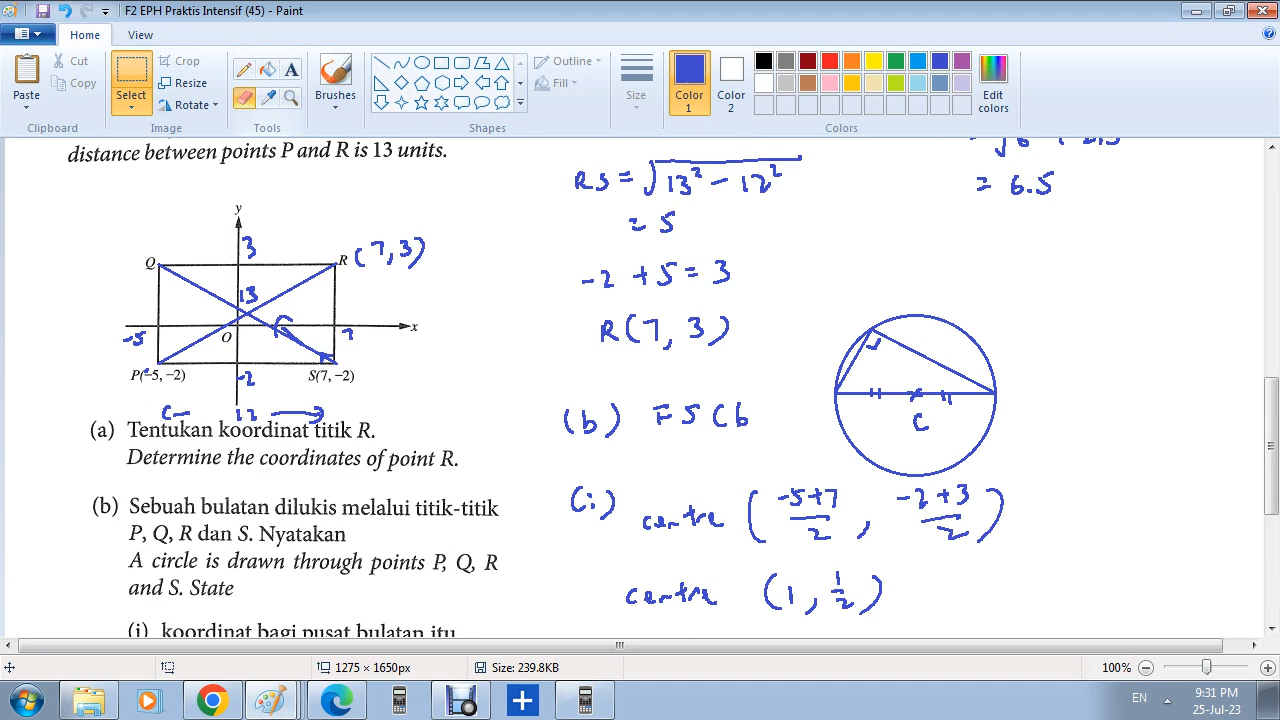 F2 EPH Praktis Intensif (45) - Paint
Home View
Paste Cut Copy Clipboard
Select Crop Resize Rotate Image
Tools
Brushes
Shapes Outline Fill
Size
Color 1 Color 2 Edit colors Colors
distance between points P and R is 13 units.
y
3
Q R (7, 3)
13
-5 O 7 x
P(-5, -2) -2 S(7, -2)
12
(a) Tentukan koordinat titik R.
Determine the coordinates of point R.
(b) Sebuah bulatan dilukis melalui titik-titik
P, Q, R dan S. Nyatakan
A circle is drawn through points P, Q, R
and S. State
(i) koordinat bagi pusat bulatan itu
RS = √13² − 12²
= 5
-2 + 5 = 3
R(7, 3)
= 6.5
(b) F5 C6
C
(i) centre (-5+7/2, -2+3/2)
centre (1, 1/2)
1275 × 1650px Size: 239.8KB 100%
EN 9:31 PM
25-Jul-23